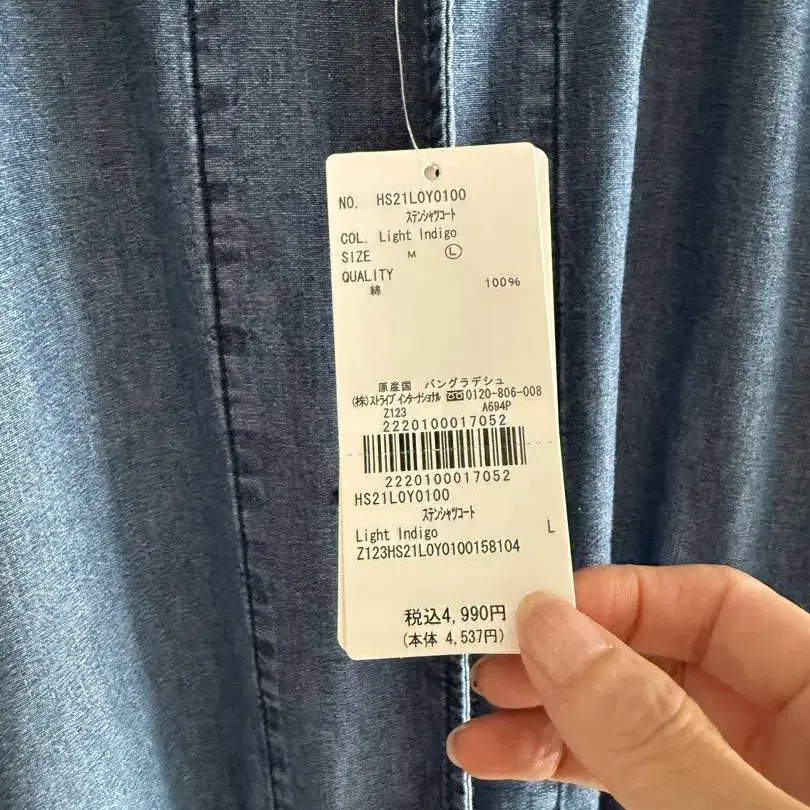 NO. HS21L0Y0100
ステンシャツコート
COL. Light Indigo
SIZE M Ⓛ
QUALITY
綿 100%
原産国 バングラデシュ
(株)ストライプ インターナショナル 0120-806-008
Z123 A694P
2220100017052
2220100017052
HS21L0Y0100
ステンシャツコート
Light Indigo L
Z123HS21L0Y0100158104
税込4,990円
(本体 4,537円)